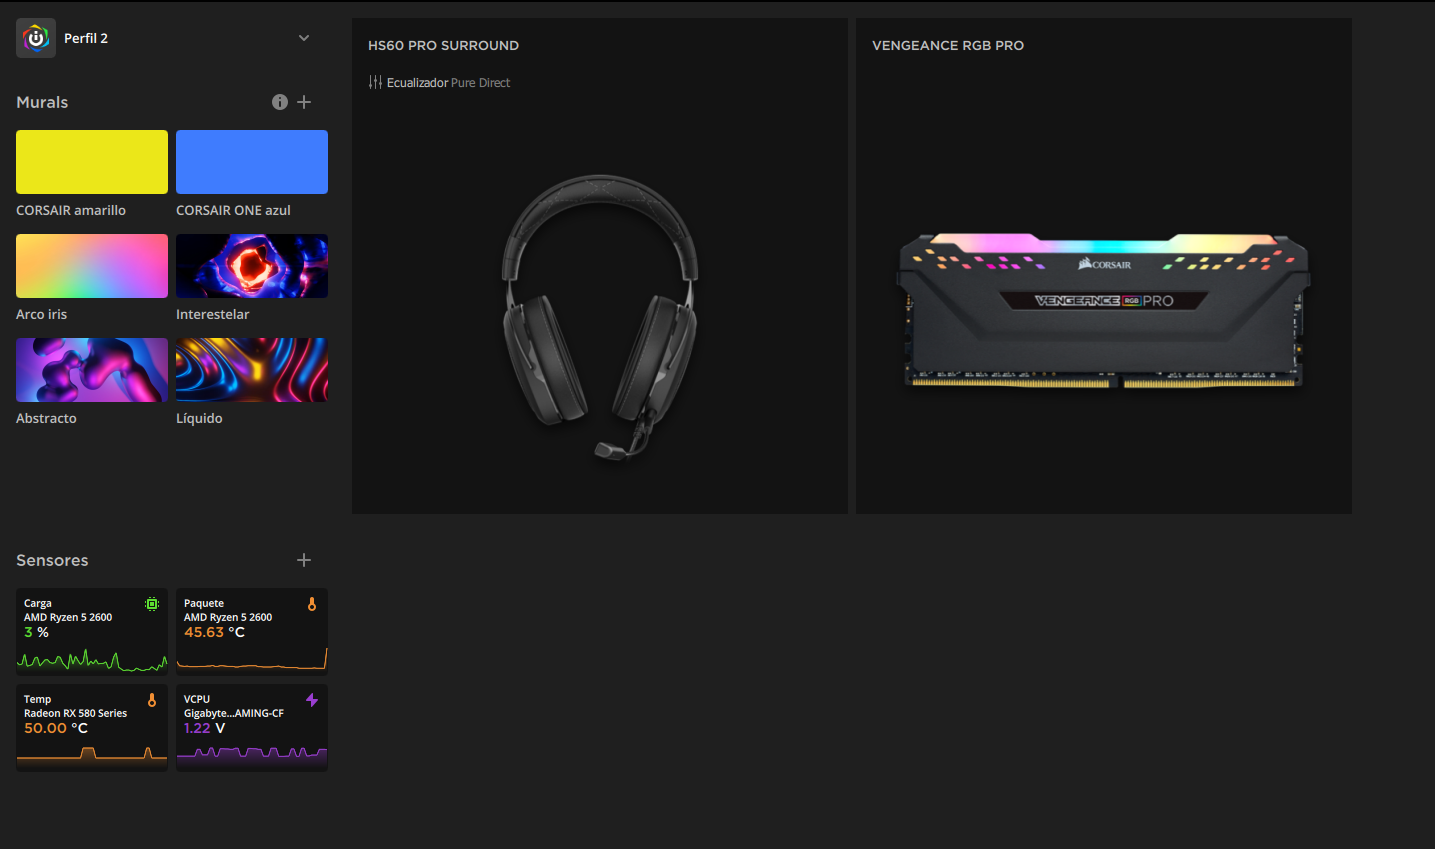 Perfil 2
Murals
CORSAIR amarillo
CORSAIR ONE azul
Arco iris
Interestelar
Abstracto
Líquido
Sensores
Carga
AMD Ryzen 5 2600
3 %
Paquete
AMD Ryzen 5 2600
45.63 °C
Temp
Radeon RX 580 Series
50.00 °C
VCPU
Gigabyte...AMING-CF
1.22 V
HS60 PRO SURROUND
Ecualizador Pure Direct
VENGEANCE RGB PRO
CORSAIR
VENGEANCE RGB PRO